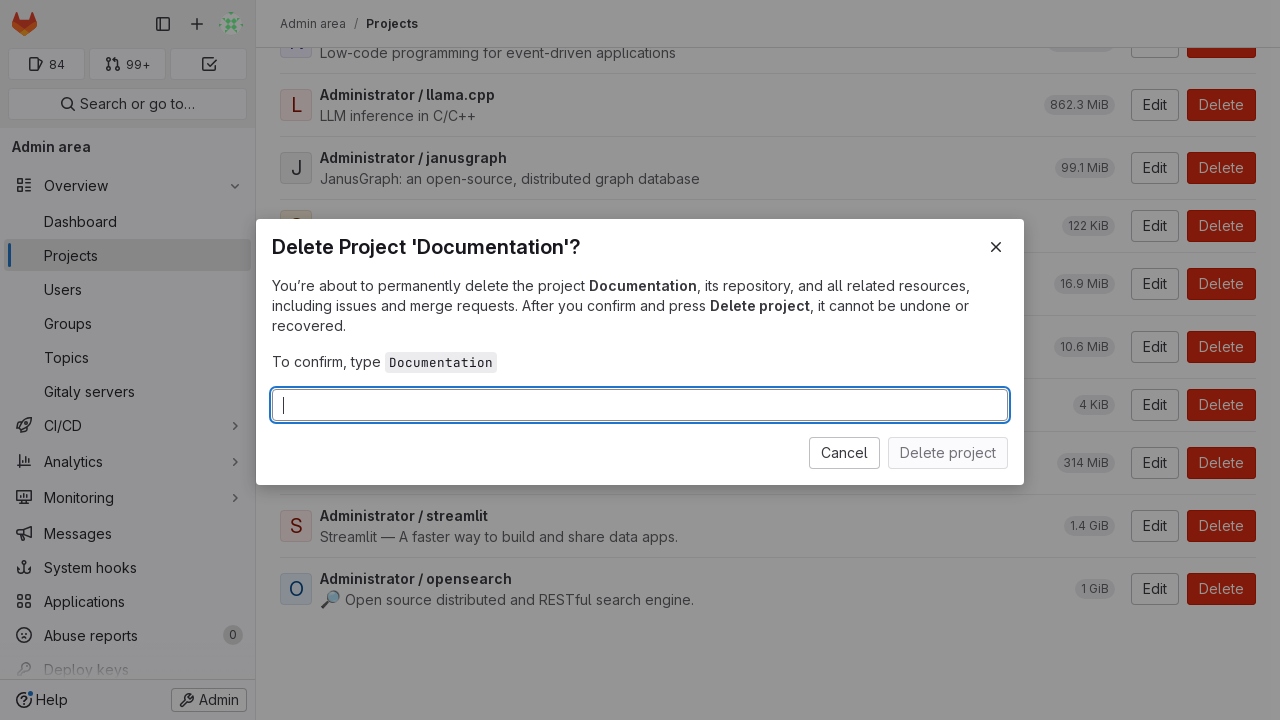 Admin area / Projects
84
99+
Search or go to…
Admin area
Overview
Dashboard
Projects
Users
Groups
Topics
Gitaly servers
CI/CD
Analytics
Monitoring
Messages
System hooks
Applications
Abuse reports 0
Deploy keys
Help
Admin
Low-code programming for event-driven applications
L Administrator / llama.cpp
LLM inference in C/C++
862.3 MiB Edit Delete
J Administrator / janusgraph
JanusGraph: an open-source, distributed graph database
99.1 MiB Edit Delete
122 KiB Edit Delete
16.9 MiB Edit Delete
10.6 MiB Edit Delete
4 KiB Edit Delete
314 MiB Edit Delete
Delete Project 'Documentation'?
You’re about to permanently delete the project Documentation, its repository, and all related resources,
including issues and merge requests. After you confirm and press Delete project, it cannot be undone or
recovered.
To confirm, type Documentation
Cancel Delete project
S Administrator / streamlit
Streamlit — A faster way to build and share data apps.
1.4 GiB Edit Delete
O Administrator / opensearch
🔎 Open source distributed and RESTful search engine.
1 GiB Edit Delete